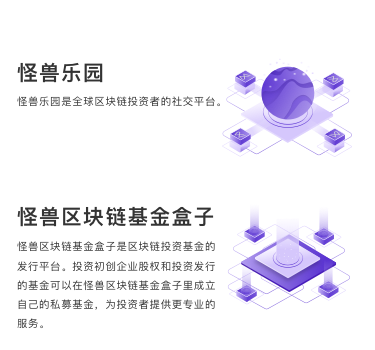 怪兽乐园
怪兽乐园是全球区块链投资者的社交平台。
怪兽区块链基金盒子
怪兽区块链基金盒子是区块链投资基金的
发行平台。投资初创企业股权和投资发行
的基金可以在怪兽区块链基金盒子里成立
自己的私募基金，为投资者提供更专业的
服务。